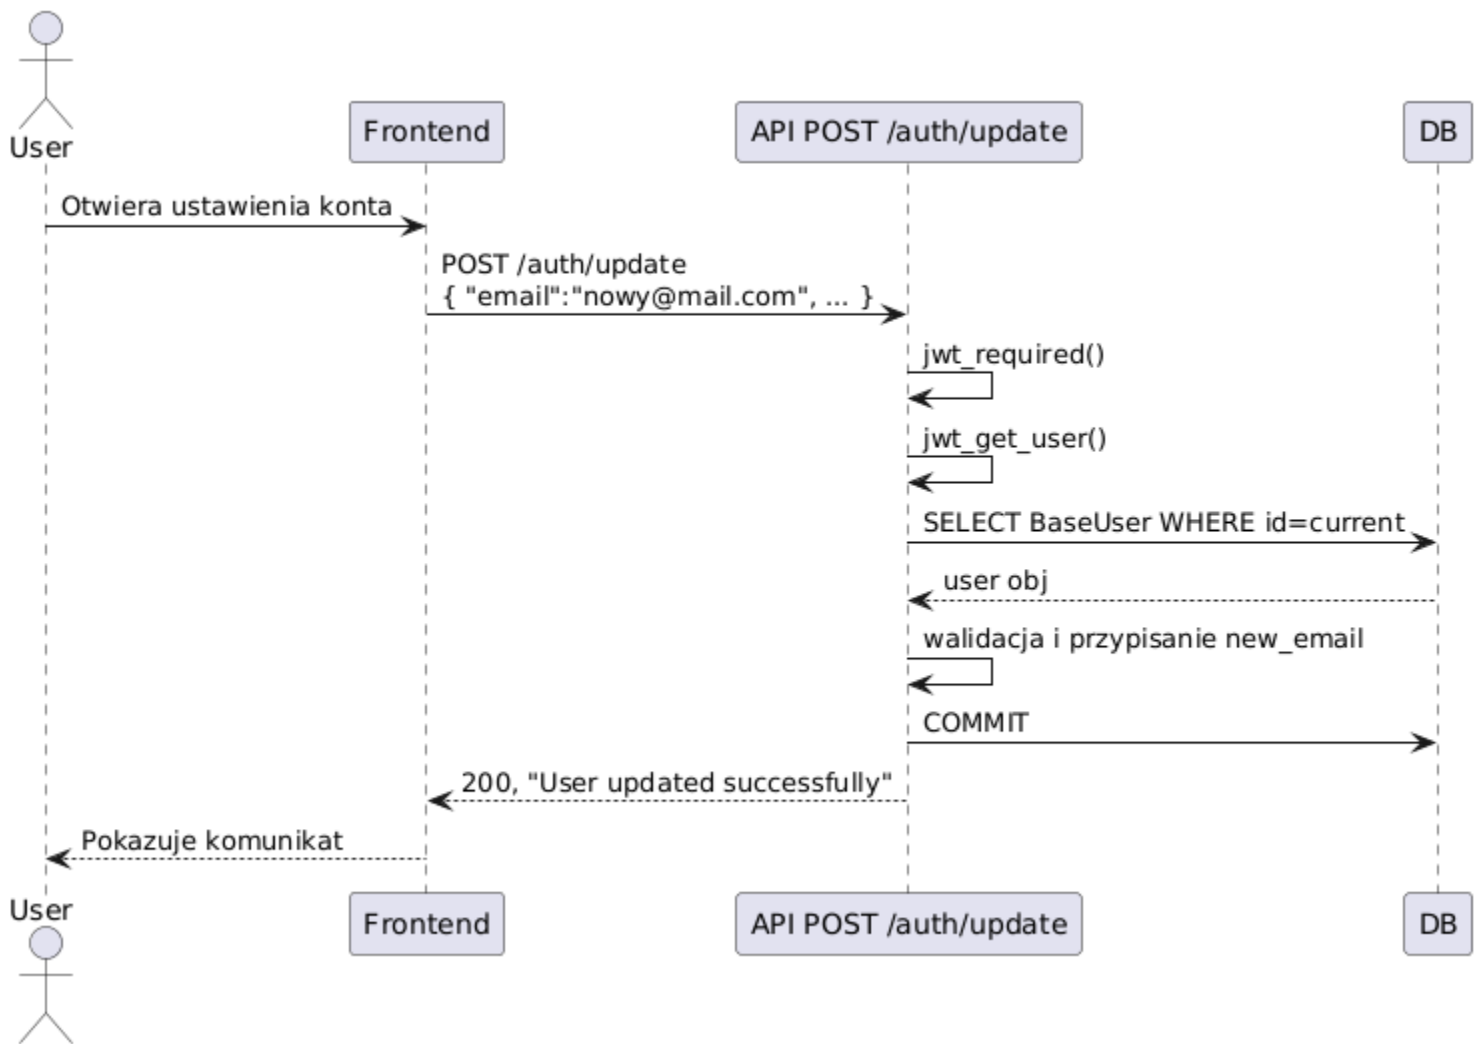 User
Frontend
API POST /auth/update
DB
Otwiera ustawienia konta
POST /auth/update
{ "email":"nowy@mail.com", ... }
jwt_required()
jwt_get_user()
SELECT BaseUser WHERE id=current
user obj
walidacja i przypisanie new_email
COMMIT
200, "User updated successfully"
Pokazuje komunikat
User
Frontend
API POST /auth/update
DB